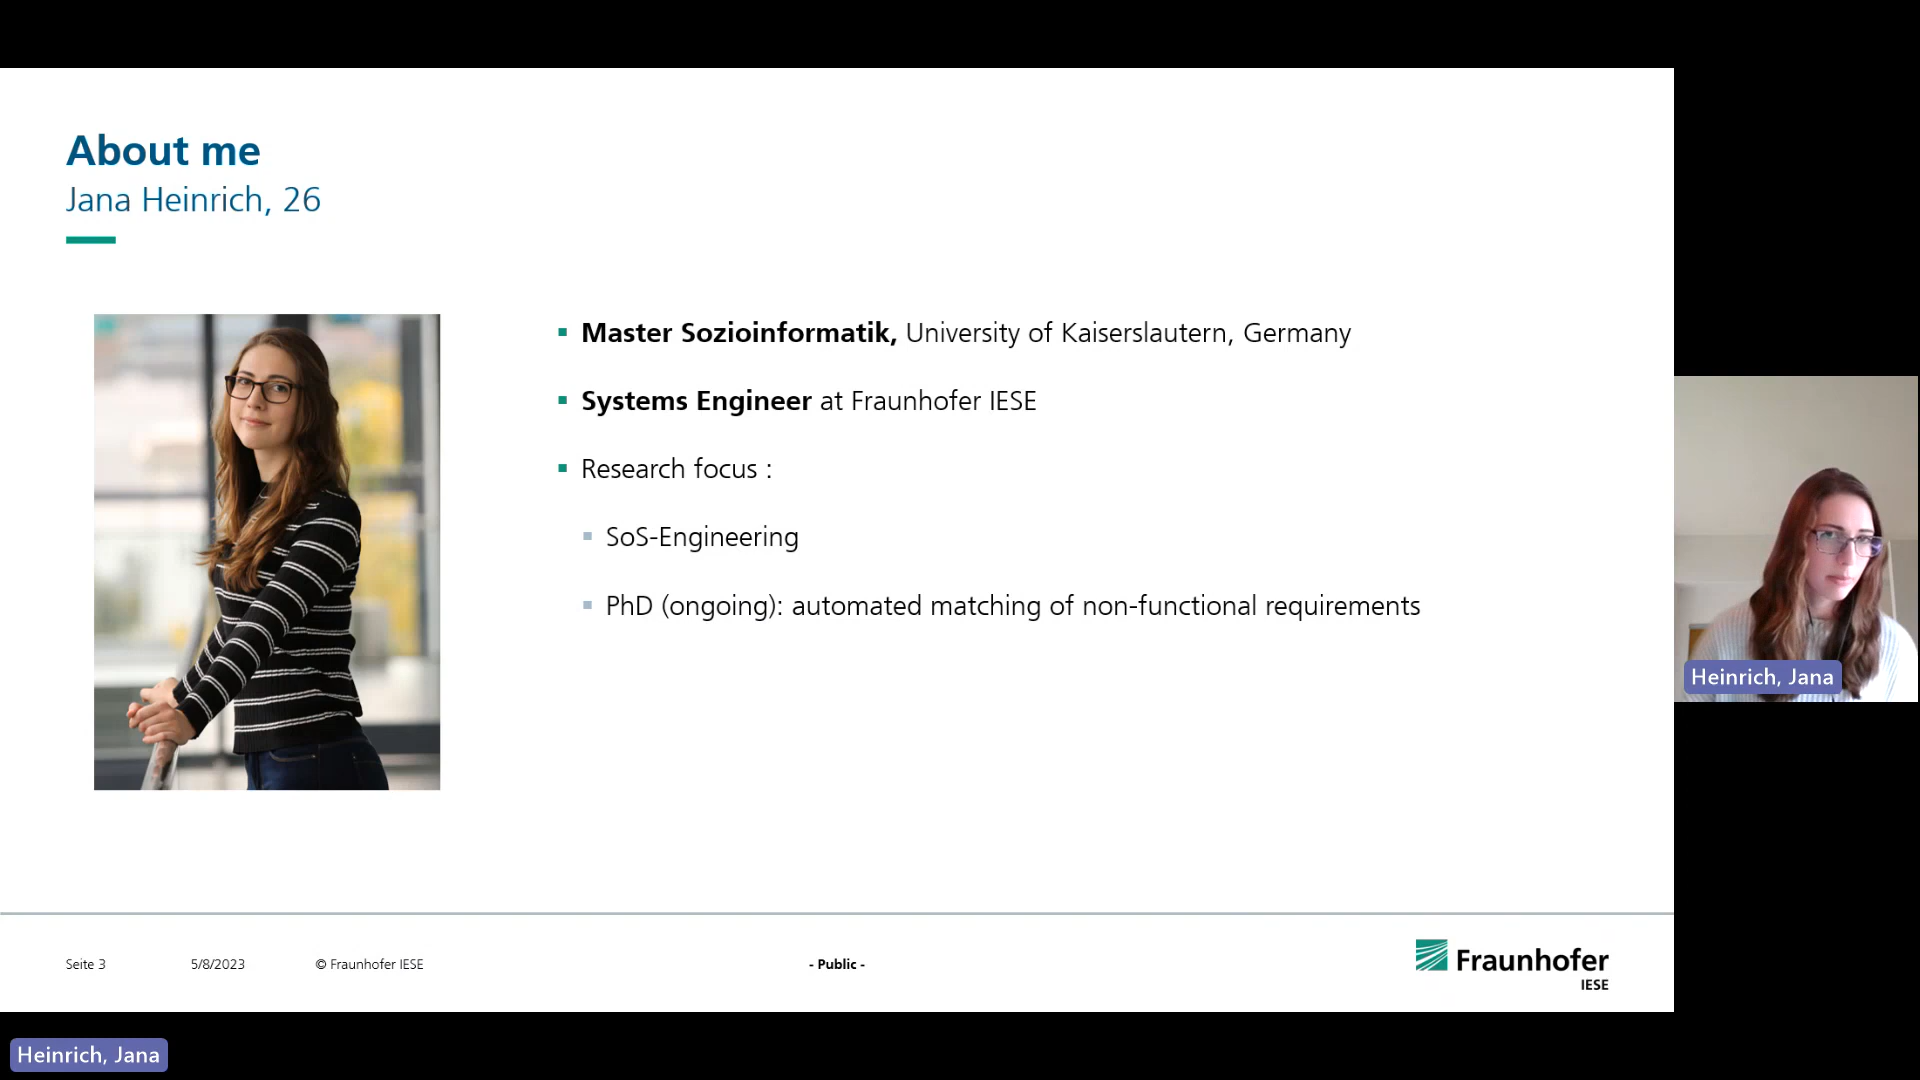 About me
Jana Heinrich, 26
Master Sozioinformatik, University of Kaiserslautern, Germany
Systems Engineer at Fraunhofer IESE
Research focus :
SoS-Engineering
PhD (ongoing): automated matching of non-functional requirements
Heinrich, Jana
Seite 3
5/8/2023
© Fraunhofer IESE
- Public -
Fraunhofer
IESE
Heinrich, Jana